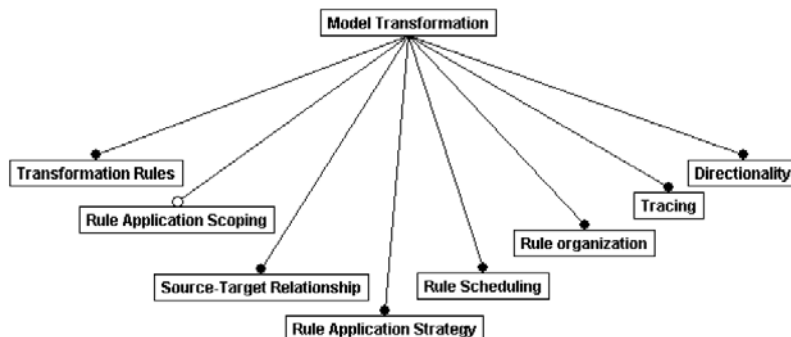 Model Transformation
Transformation Rules
Directionality
Rule Application Scoping
Tracing
Rule organization
Source-Target Relationship
Rule Scheduling
Rule Application Strategy